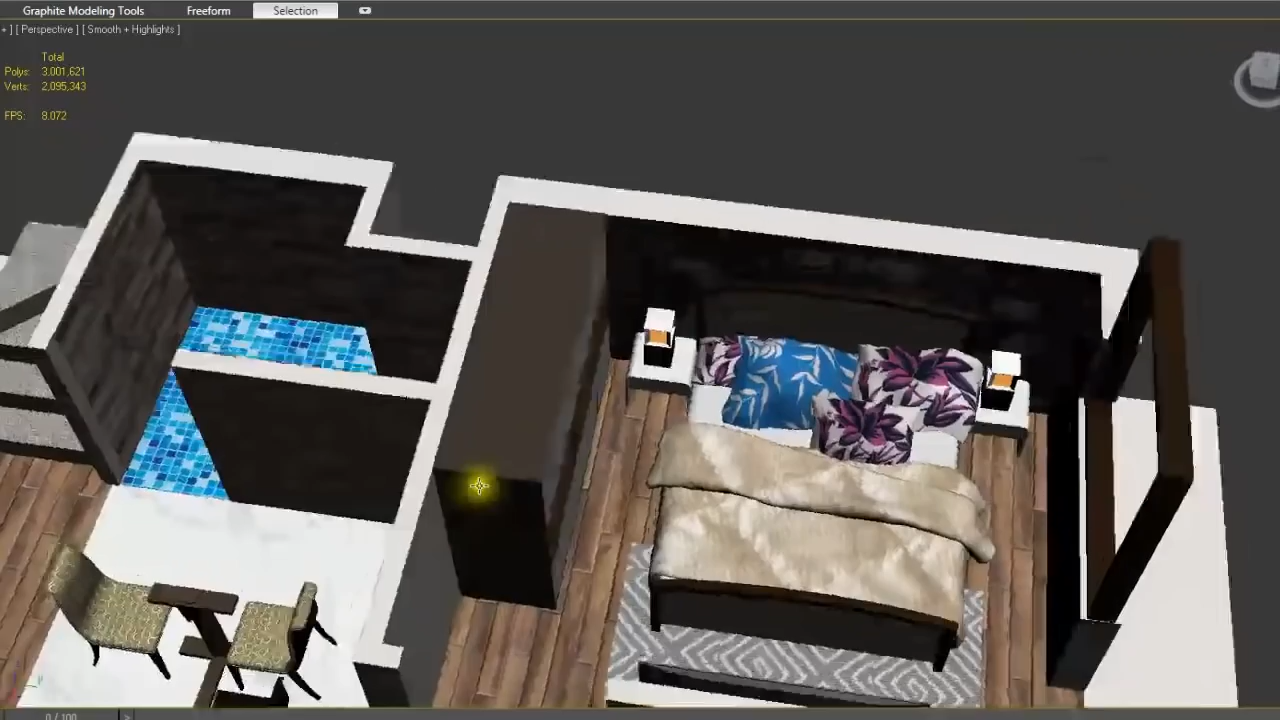 Graphite Modeling Tools Freeform Selection
+ ] [ Perspective ] [ Smooth + Highlights ]
Total
Polys: 3,001,621
Verts: 2,095,343
FPS: 8.072
0 / 100 >